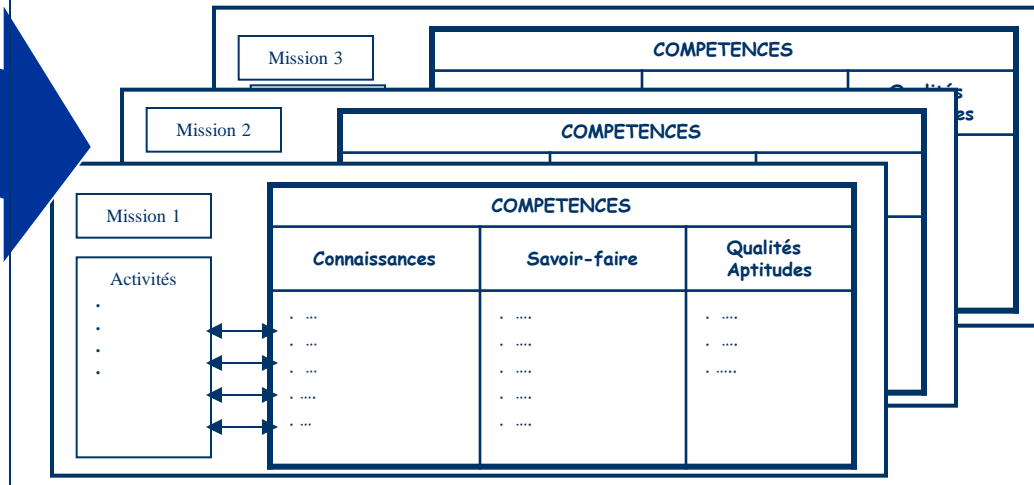 Mission 3
COMPETENCES
Mission 2
COMPETENCES
Mission 1
COMPETENCES
Connaissances
Savoir-faire
Qualités
Aptitudes
Activités
.
.
.
.
. ...
. ...
. ...
. ....
. ...
. ....
. ....
. ....
. ....
. ....
. ....
. ....
. .....